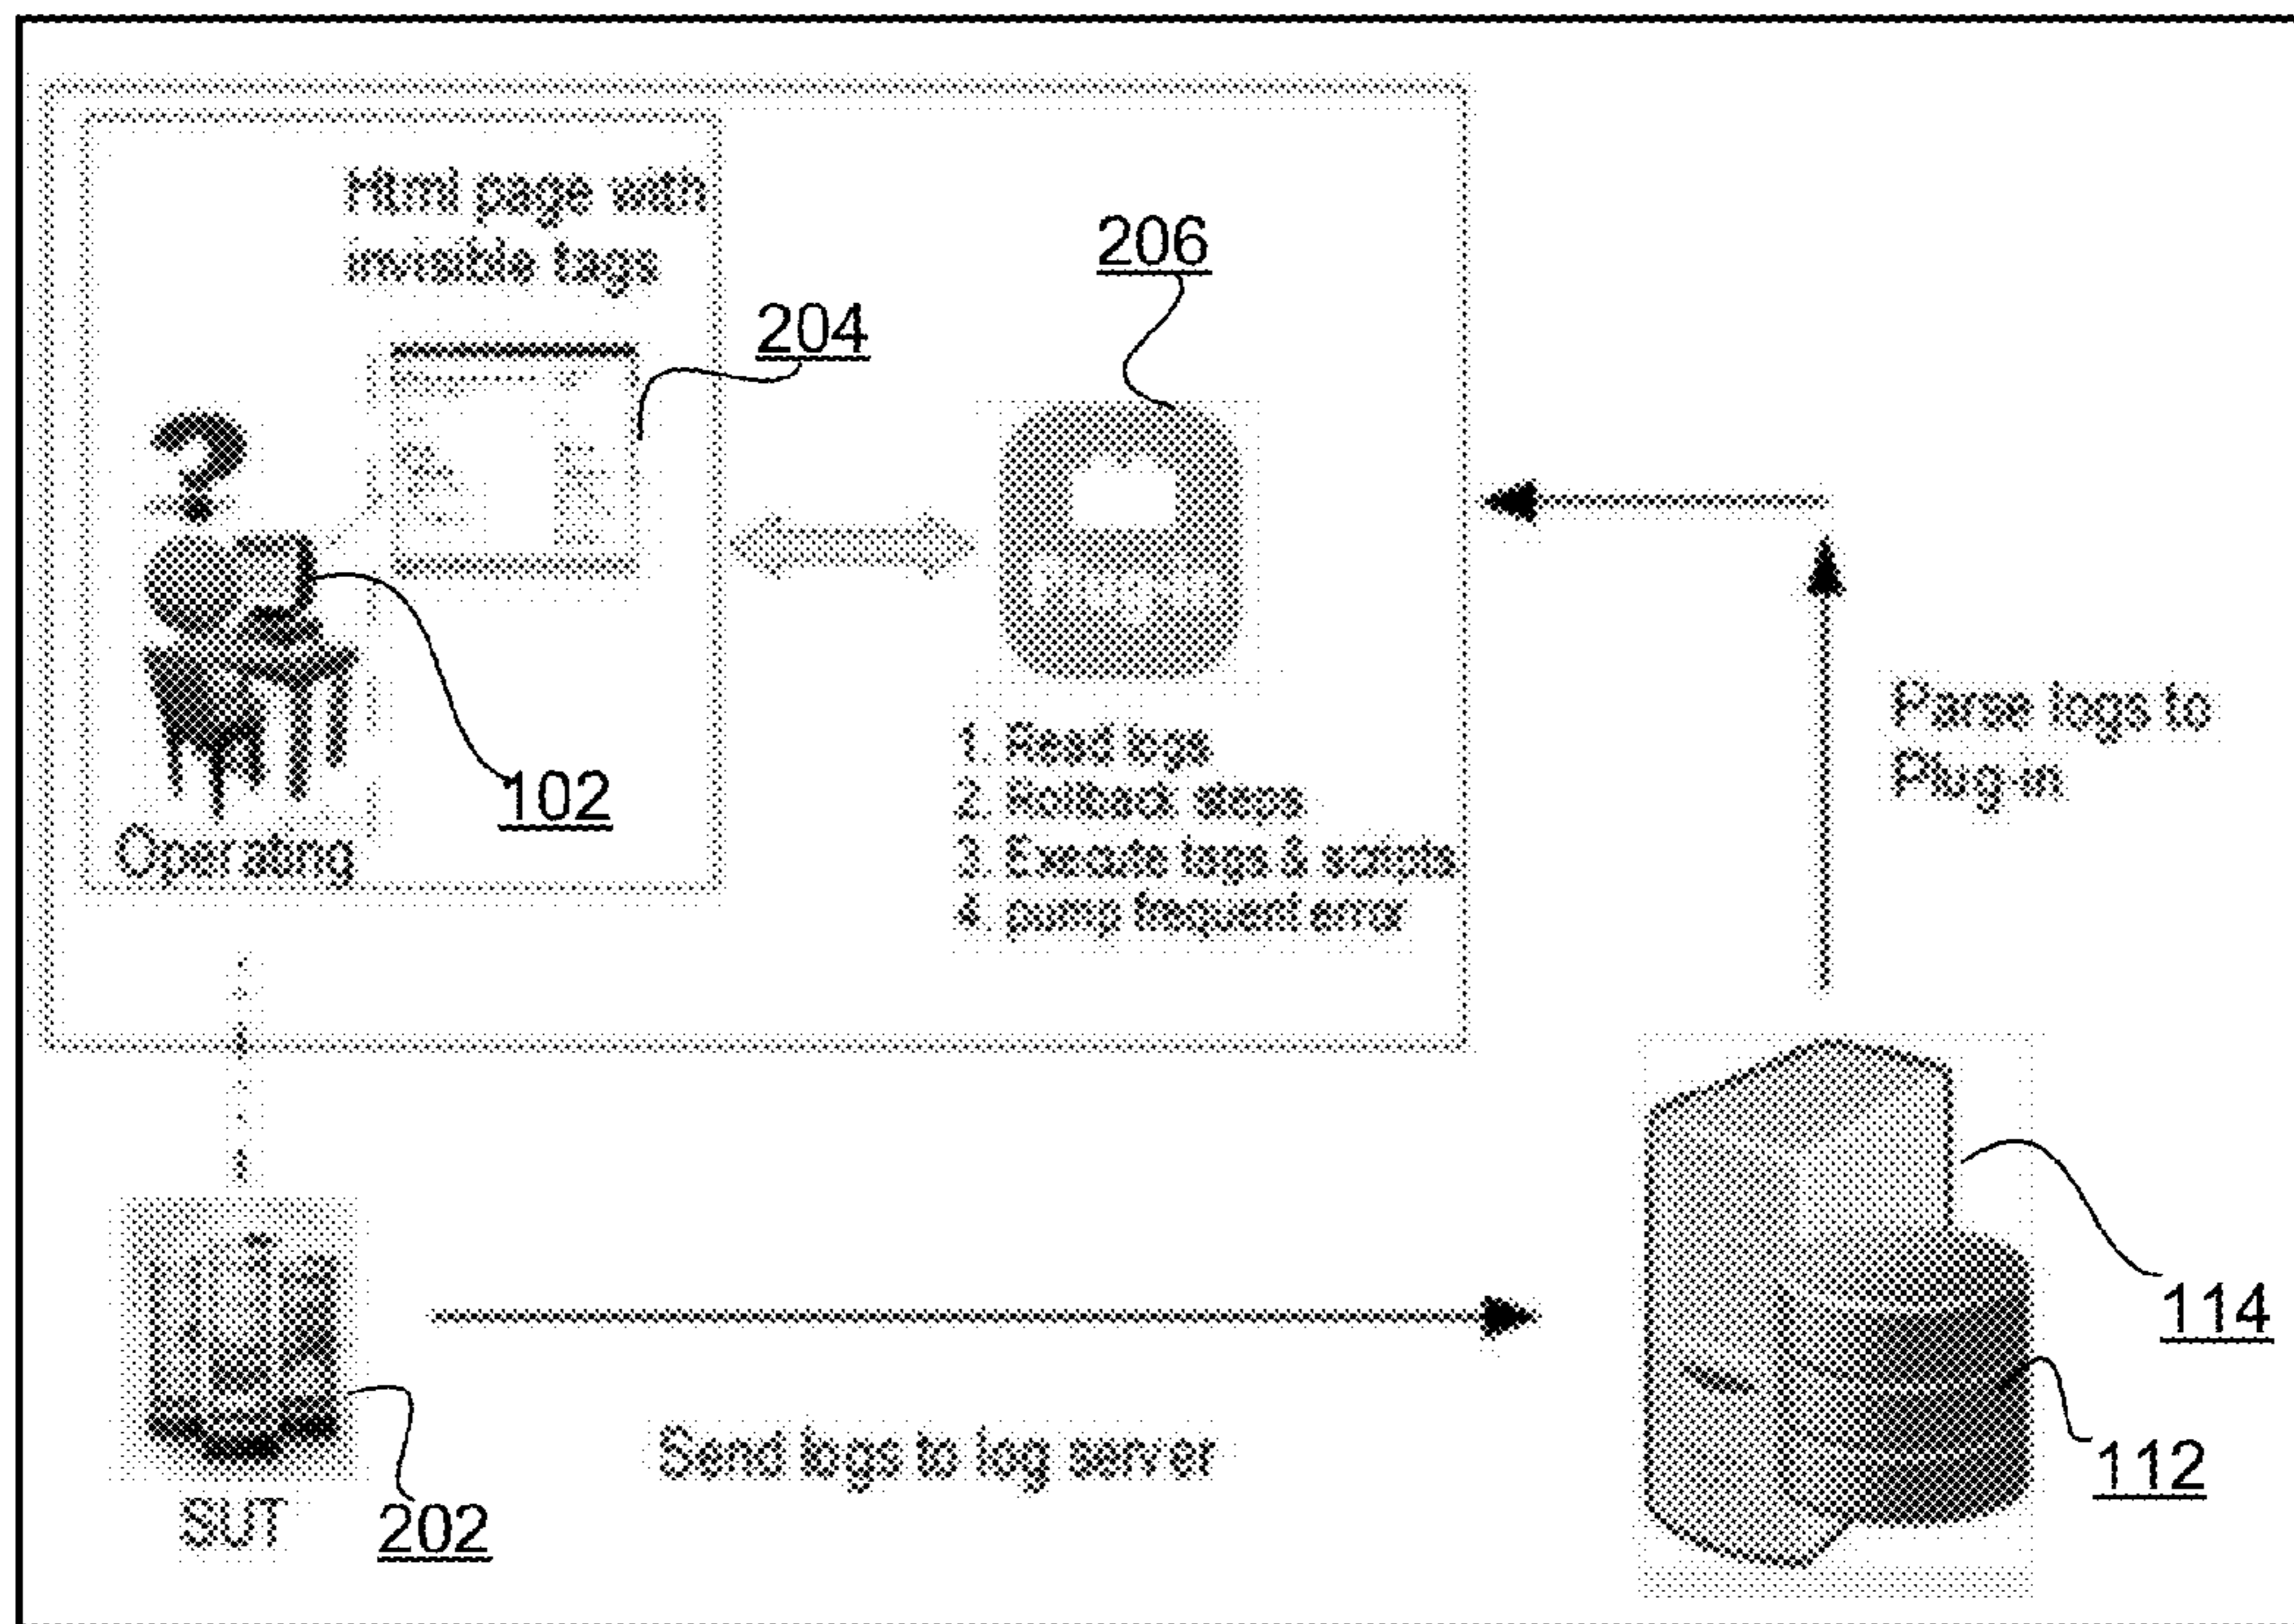 Html page with
invisible tags
206
204
?
102
Operating
1. Read logs
2. Rollback steps
3. Execute tags & scripts
4. pump frequent error
Parse logs to
Plug-in
114
112
Send logs to log server
SUT
202